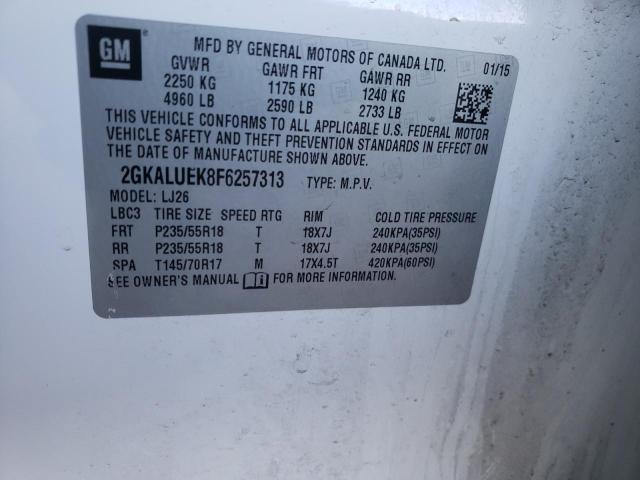 GM
MFD BY GENERAL MOTORS OF CANADA LTD. 01/15
GVWR GAWR FRT GAWR RR
2250 KG 1175 KG 1240 KG
4960 LB 2590 LB 2733 LB
THIS VEHICLE CONFORMS TO ALL APPLICABLE U.S. FEDERAL MOTOR
VEHICLE SAFETY AND THEFT PREVENTION STANDARDS IN EFFECT ON
THE DATE OF MANUFACTURE SHOWN ABOVE.
2GKALUEK8F6257313 TYPE: M.P.V.
MODEL: LJ26
LBC3 TIRE SIZE SPEED RTG RIM COLD TIRE PRESSURE
FRT P235/55R18 T 18X7J 240KPA(35PSI)
RR P235/55R18 T 18X7J 240KPA(35PSI)
SPA T145/70R17 M 17X4.5T 420KPA(60PSI)
SEE OWNER'S MANUAL FOR MORE INFORMATION.